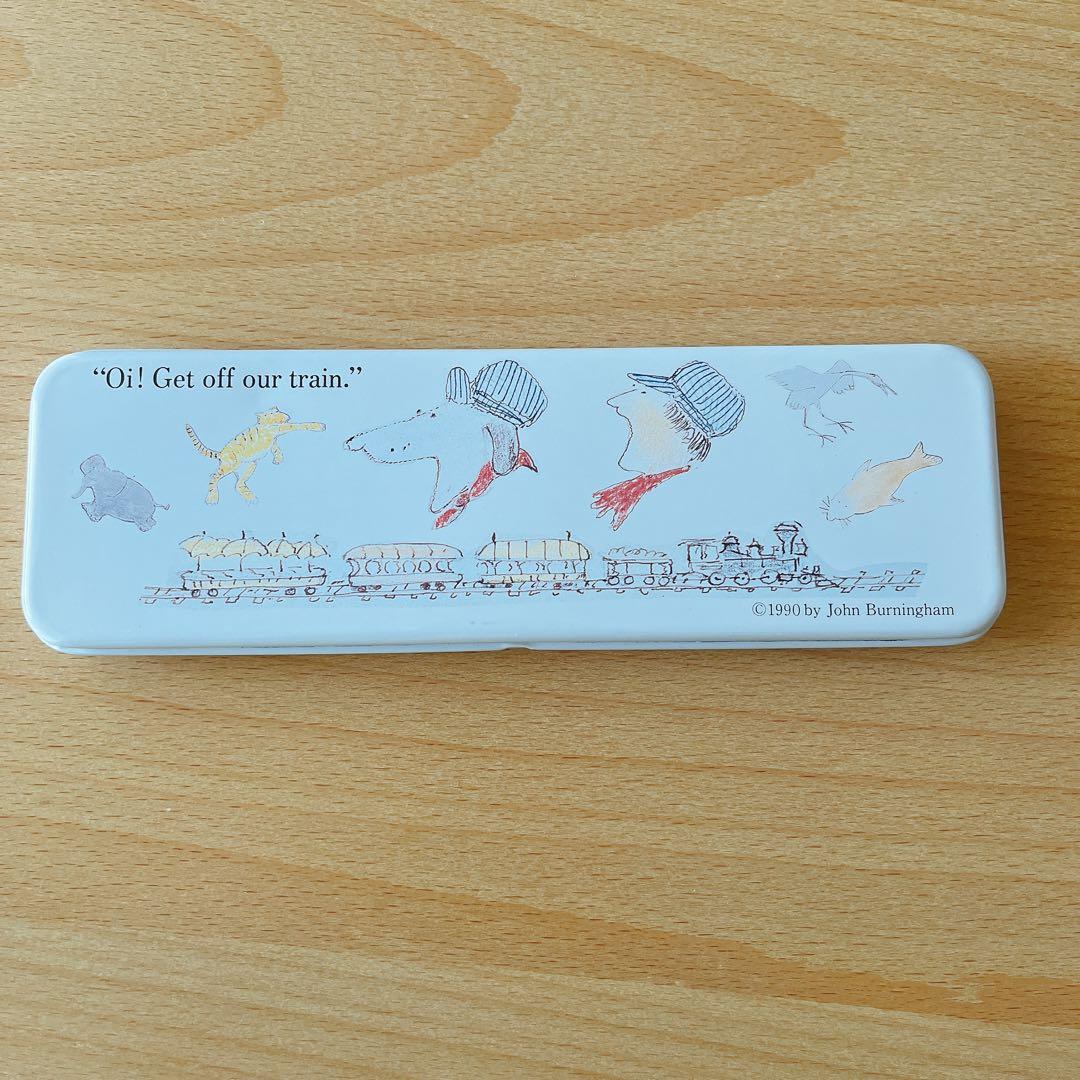 “Oi! Get off our train.”
©1990 by John Burningham